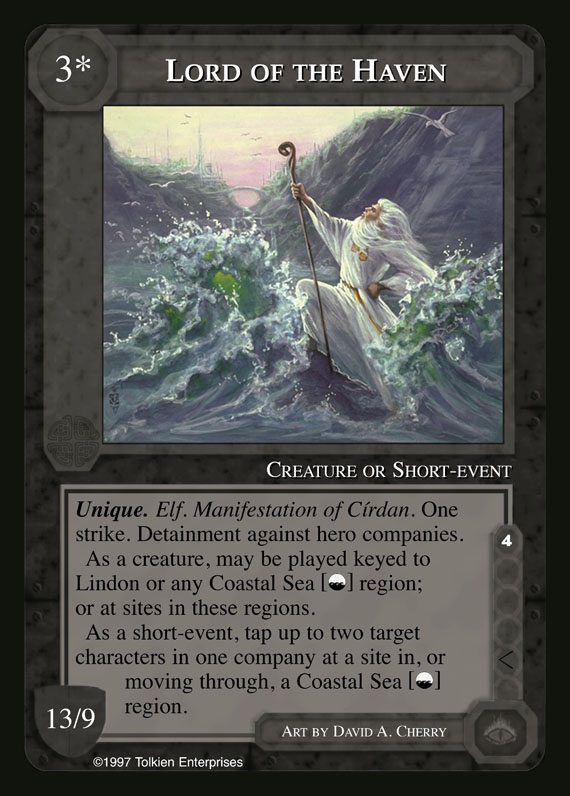 3*
LORD OF THE HAVEN
CREATURE OR SHORT-EVENT
Unique. Elf. Manifestation of Círdan. One
strike. Detainment against hero companies.
As a creature, may be played keyed to
Lindon or any Coastal Sea [] region;
or at sites in these regions.
As a short-event, tap up to two target
characters in one company at a site in, or
moving through, a Coastal Sea []
region.
4
<
13/9
ART BY DAVID A. CHERRY
©1997 Tolkien Enterprises